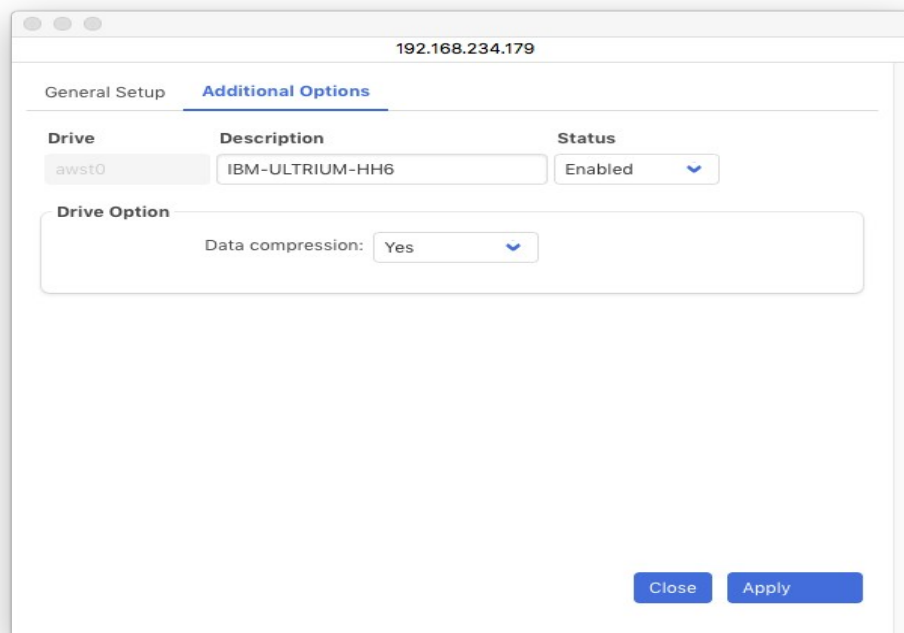 192.168.234.179
General Setup Additional Options
Drive Description Status
awst0 IBM-ULTRIUM-HH6 Enabled
Drive Option
Data compression: Yes
Close Apply